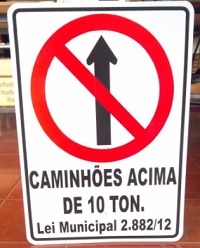 CAMINHÕES ACIMA
DE 10 TON.
Lei Municipal 2.882/12